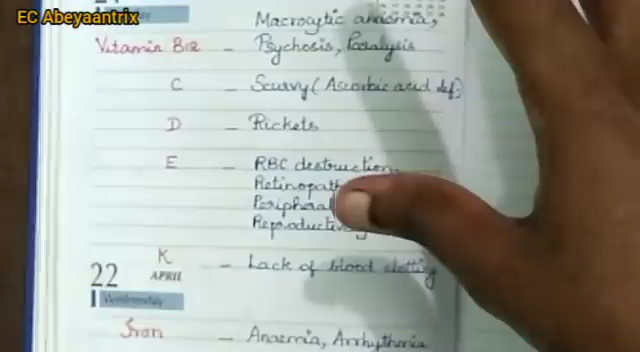 EC Abeyaantrix
Macrocytic anaemia,
Vitamin B12 – Psychosis, Paralysis
C – Scurvy (Ascorbic acid def)
D – Rickets
E – RBC destruction
Retinopath
Peripheral
Reproductive
K – Lack of blood clotting
22 APRIL
Wednesday
Iron – Anaemia, Arrhythmia